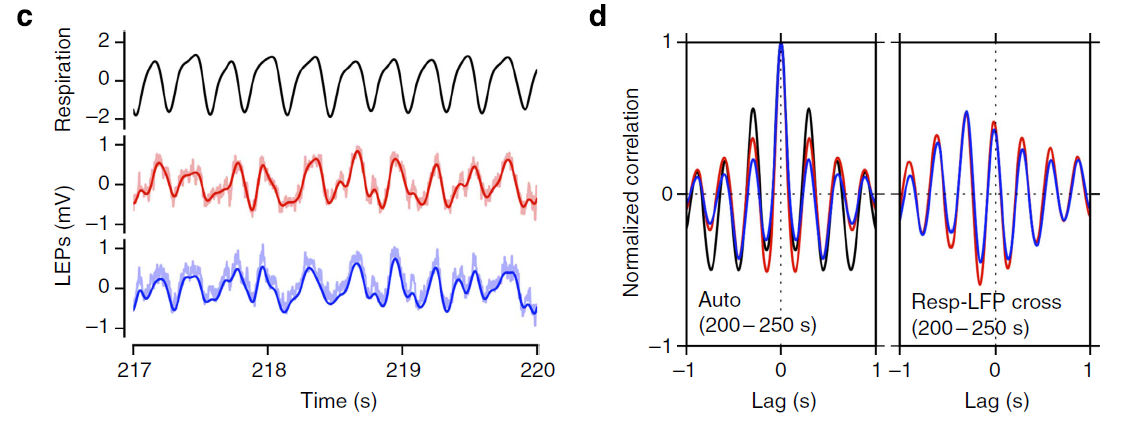 c
Respiration
2
0
−2
LEPs (mV)
1
0
−1
1
0
−1
217
218
219
220
Time (s)
d
Normalized correlation
1
0
−1
Auto
(200–250 s)
Resp-LFP cross
(200–250 s)
−1
0
1
−1
0
1
Lag (s)
Lag (s)